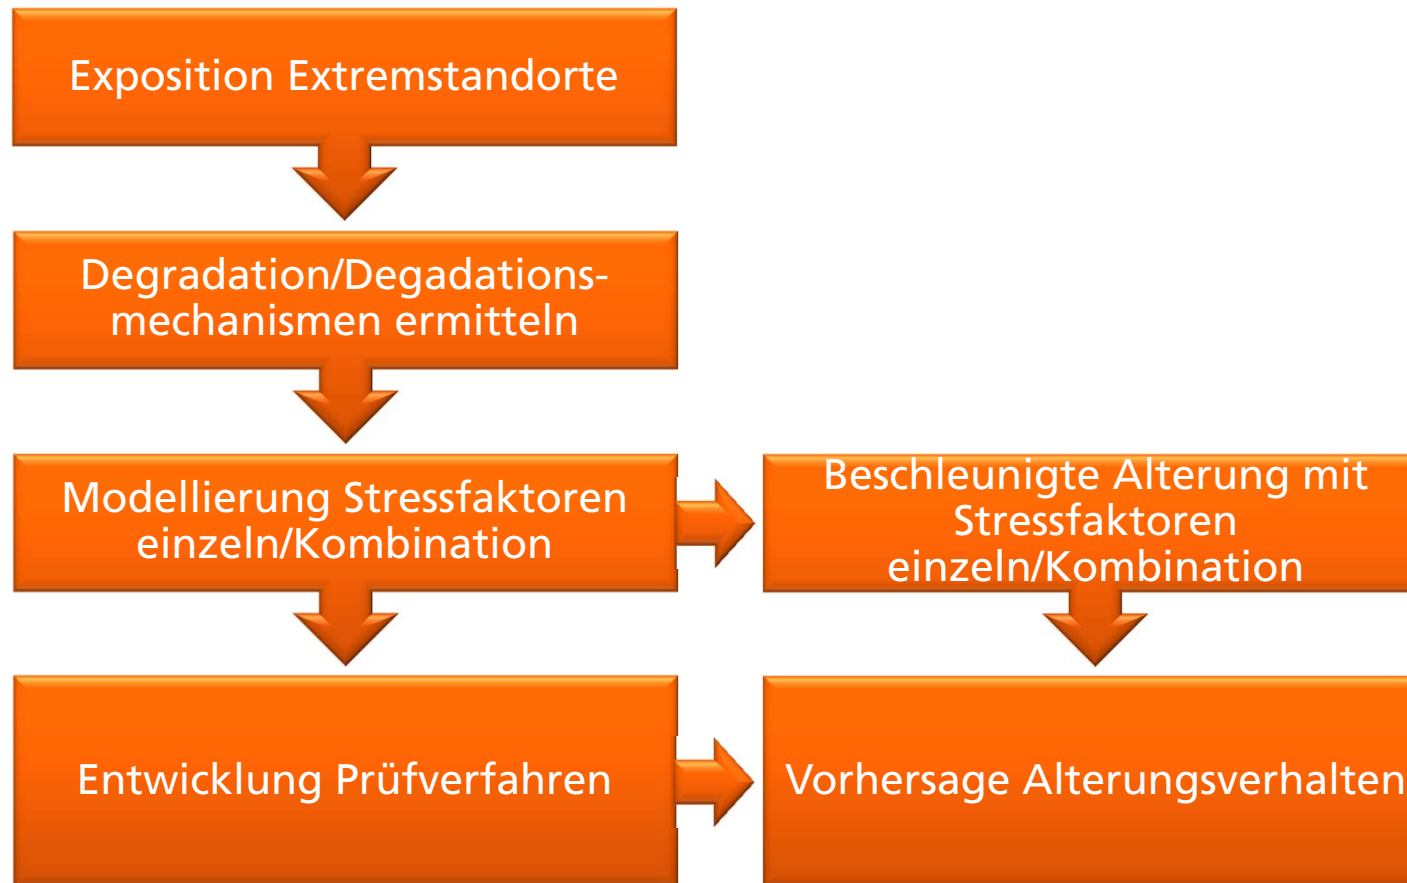 Exposition Extremstandorte
Degradation/Degadations-
mechanismen ermitteln
Modellierung Stressfaktoren
einzeln/Kombination
Beschleunigte Alterung mit
Stressfaktoren
einzeln/Kombination
Entwicklung Prüfverfahren
Vorhersage Alterungsverhalten